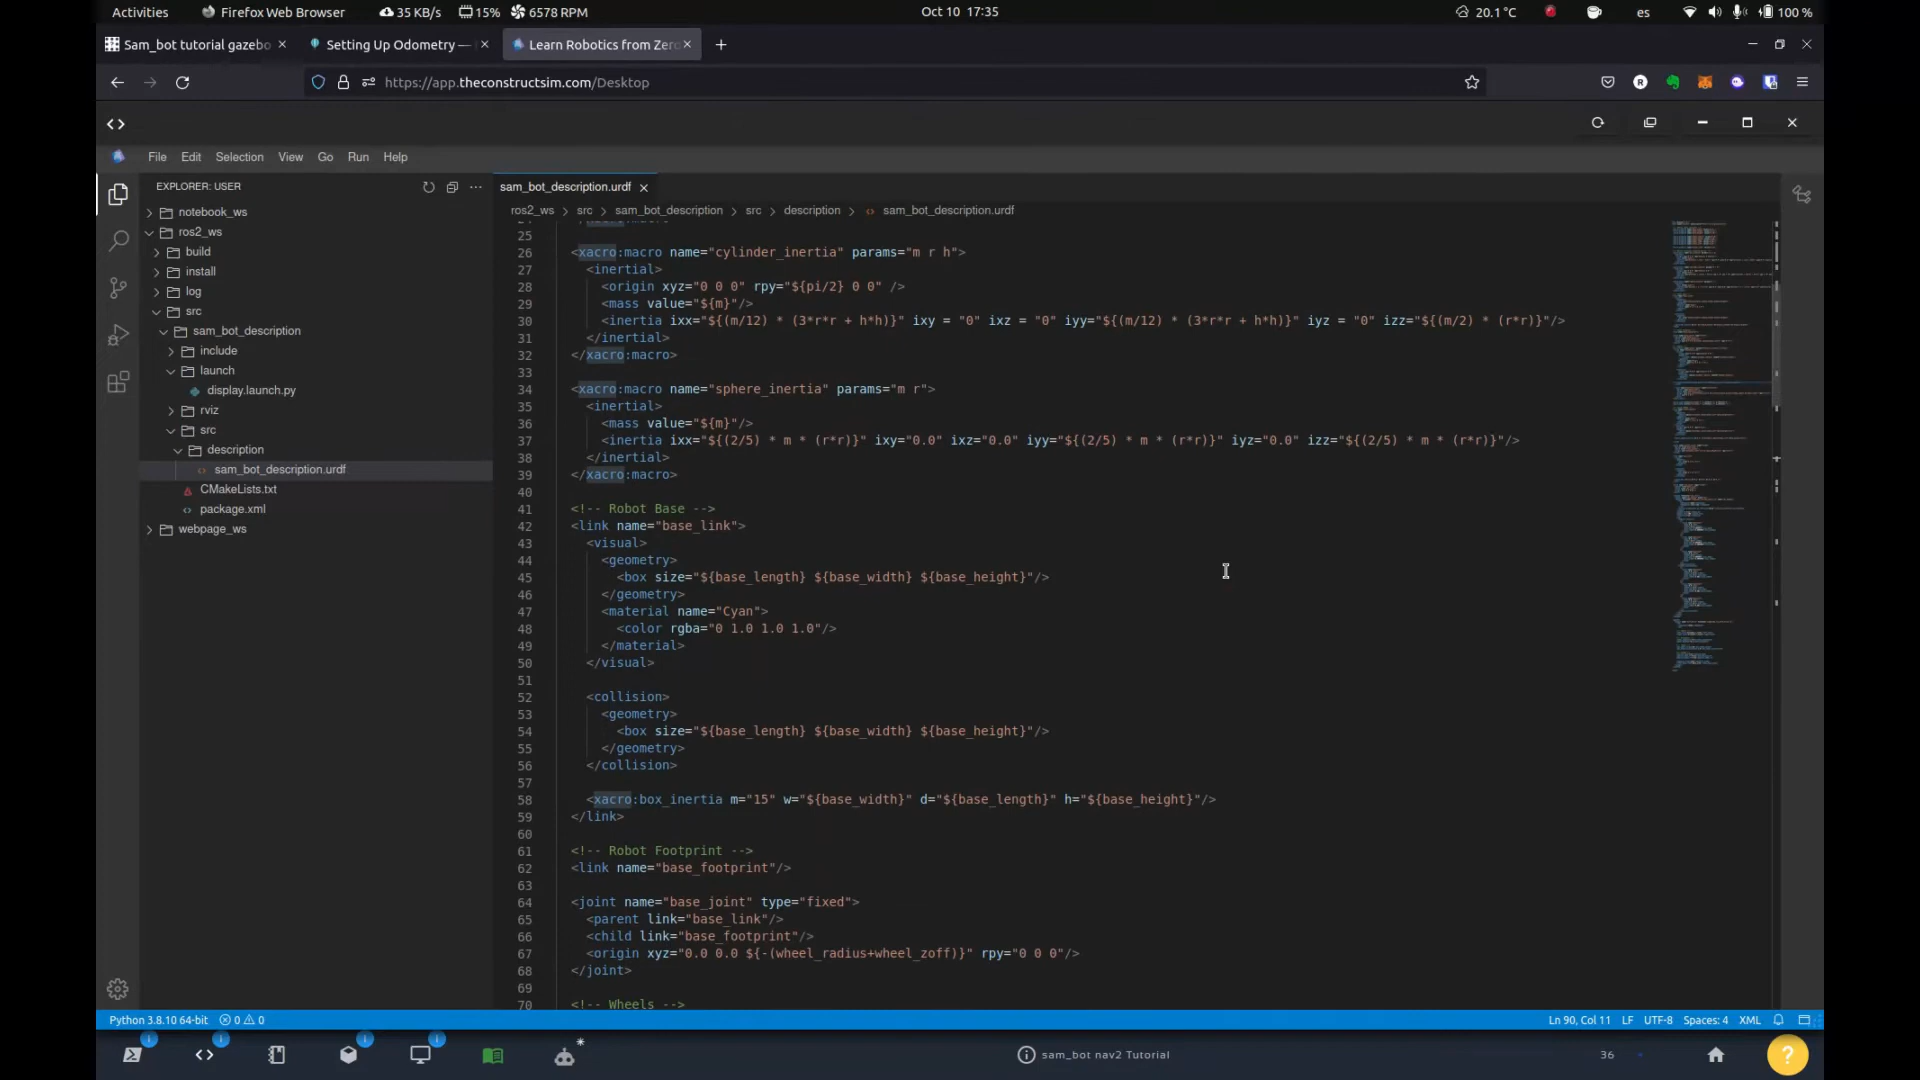 Activities
Firefox Web Browser
35 KB/s
15%
6578 RPM
Oct 10 17:35
20.1 °C
es
100 %
Sam_bot tutorial gazebo
Setting Up Odometry —
Learn Robotics from Zero
https://app.theconstructsim.com/Desktop
File Edit Selection View Go Run Help
EXPLORER: USER
notebook_ws
ros2_ws
build
install
log
src
sam_bot_description
include
launch
display.launch.py
rviz
src
description
sam_bot_description.urdf
CMakeLists.txt
package.xml
webpage_ws
sam_bot_description.urdf
ros2_ws > src > sam_bot_description > src > description > sam_bot_description.urdf
25
26 <xacro:macro name="cylinder_inertia" params="m r h">
27 <inertial>
28 <origin xyz="0 0 0" rpy="${pi/2} 0 0" />
29 <mass value="${m}"/>
30 <inertia ixx="${(m/12) * (3*r*r + h*h)}" ixy = "0" ixz = "0" iyy="${(m/12) * (3*r*r + h*h)}" iyz = "0" izz="${(m/2) * (r*r)}"/>
31 </inertial>
32 </xacro:macro>
33
34 <xacro:macro name="sphere_inertia" params="m r">
35 <inertial>
36 <mass value="${m}"/>
37 <inertia ixx="${(2/5) * m * (r*r)}" ixy="0.0" ixz="0.0" iyy="${(2/5) * m * (r*r)}" iyz="0.0" izz="${(2/5) * m * (r*r)}"/>
38 </inertial>
39 </xacro:macro>
40
41 <!-- Robot Base -->
42 <link name="base_link">
43 <visual>
44 <geometry>
45 <box size="${base_length} ${base_width} ${base_height}"/>
46 </geometry>
47 <material name="Cyan">
48 <color rgba="0 1.0 1.0 1.0"/>
49 </material>
50 </visual>
51
52 <collision>
53 <geometry>
54 <box size="${base_length} ${base_width} ${base_height}"/>
55 </geometry>
56 </collision>
57
58 <xacro:box_inertia m="15" w="${base_width}" d="${base_length}" h="${base_height}"/>
59 </link>
60
61 <!-- Robot Footprint -->
62 <link name="base_footprint"/>
63
64 <joint name="base_joint" type="fixed">
65 <parent link="base_link"/>
66 <child link="base_footprint"/>
67 <origin xyz="0.0 0.0 ${-(wheel_radius+wheel_zoff)}" rpy="0 0 0"/>
68 </joint>
69
70 <!-- Wheels -->
Python 3.8.10 64-bit
0 0
Ln 90, Col 11
LF
UTF-8
Spaces: 4
XML
sam_bot nav2 Tutorial
36
?